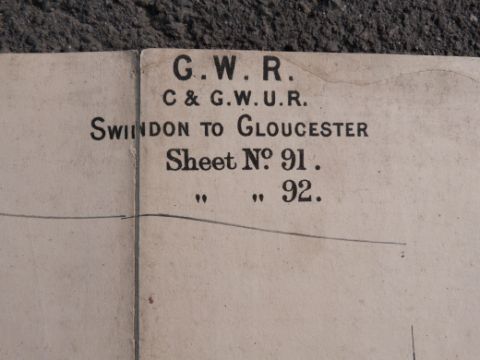 G. W. R.
C & G.W.U.R.
SWINDON TO GLOUCESTER
Sheet No. 91.
„ „ 92.